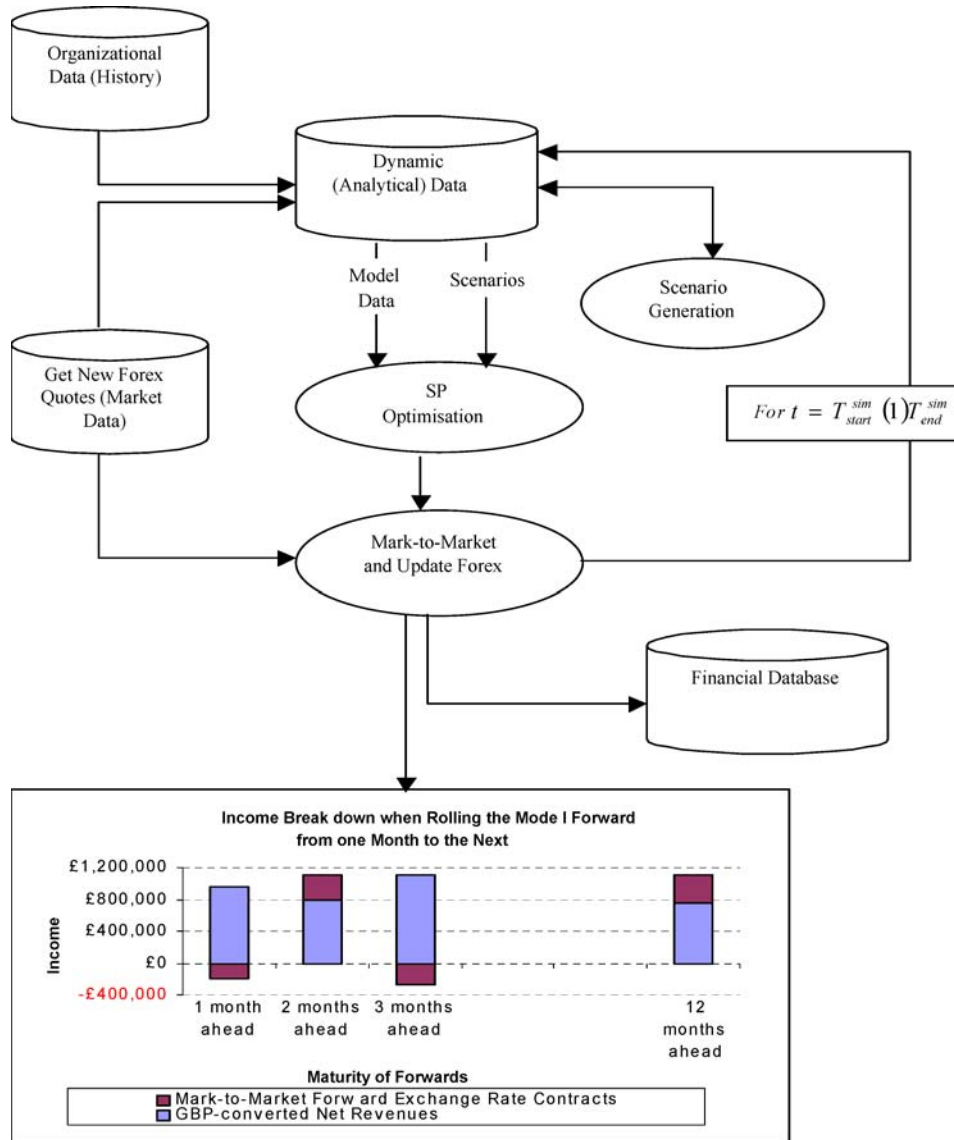 Organizational
Data (History)
Dynamic
(Analytical) Data
Model
Data
Scenarios
Scenario
Generation
Get New Forex
Quotes (Market
Data)
SP
Optimisation
For t = T_start^sim (1) T_end^sim
Mark-to-Market
and Update Forex
Financial Database
Income Break down when Rolling the Mode l Forward
from one Month to the Next
£1,200,000
£800,000
£400,000
£0
-£400,000
Income
1 month
ahead
2 months
ahead
3 months
ahead
12
months
ahead
Maturity of Forwards
Mark-to-Market Forw ard Exchange Rate Contracts
GBP-converted Net Revenues